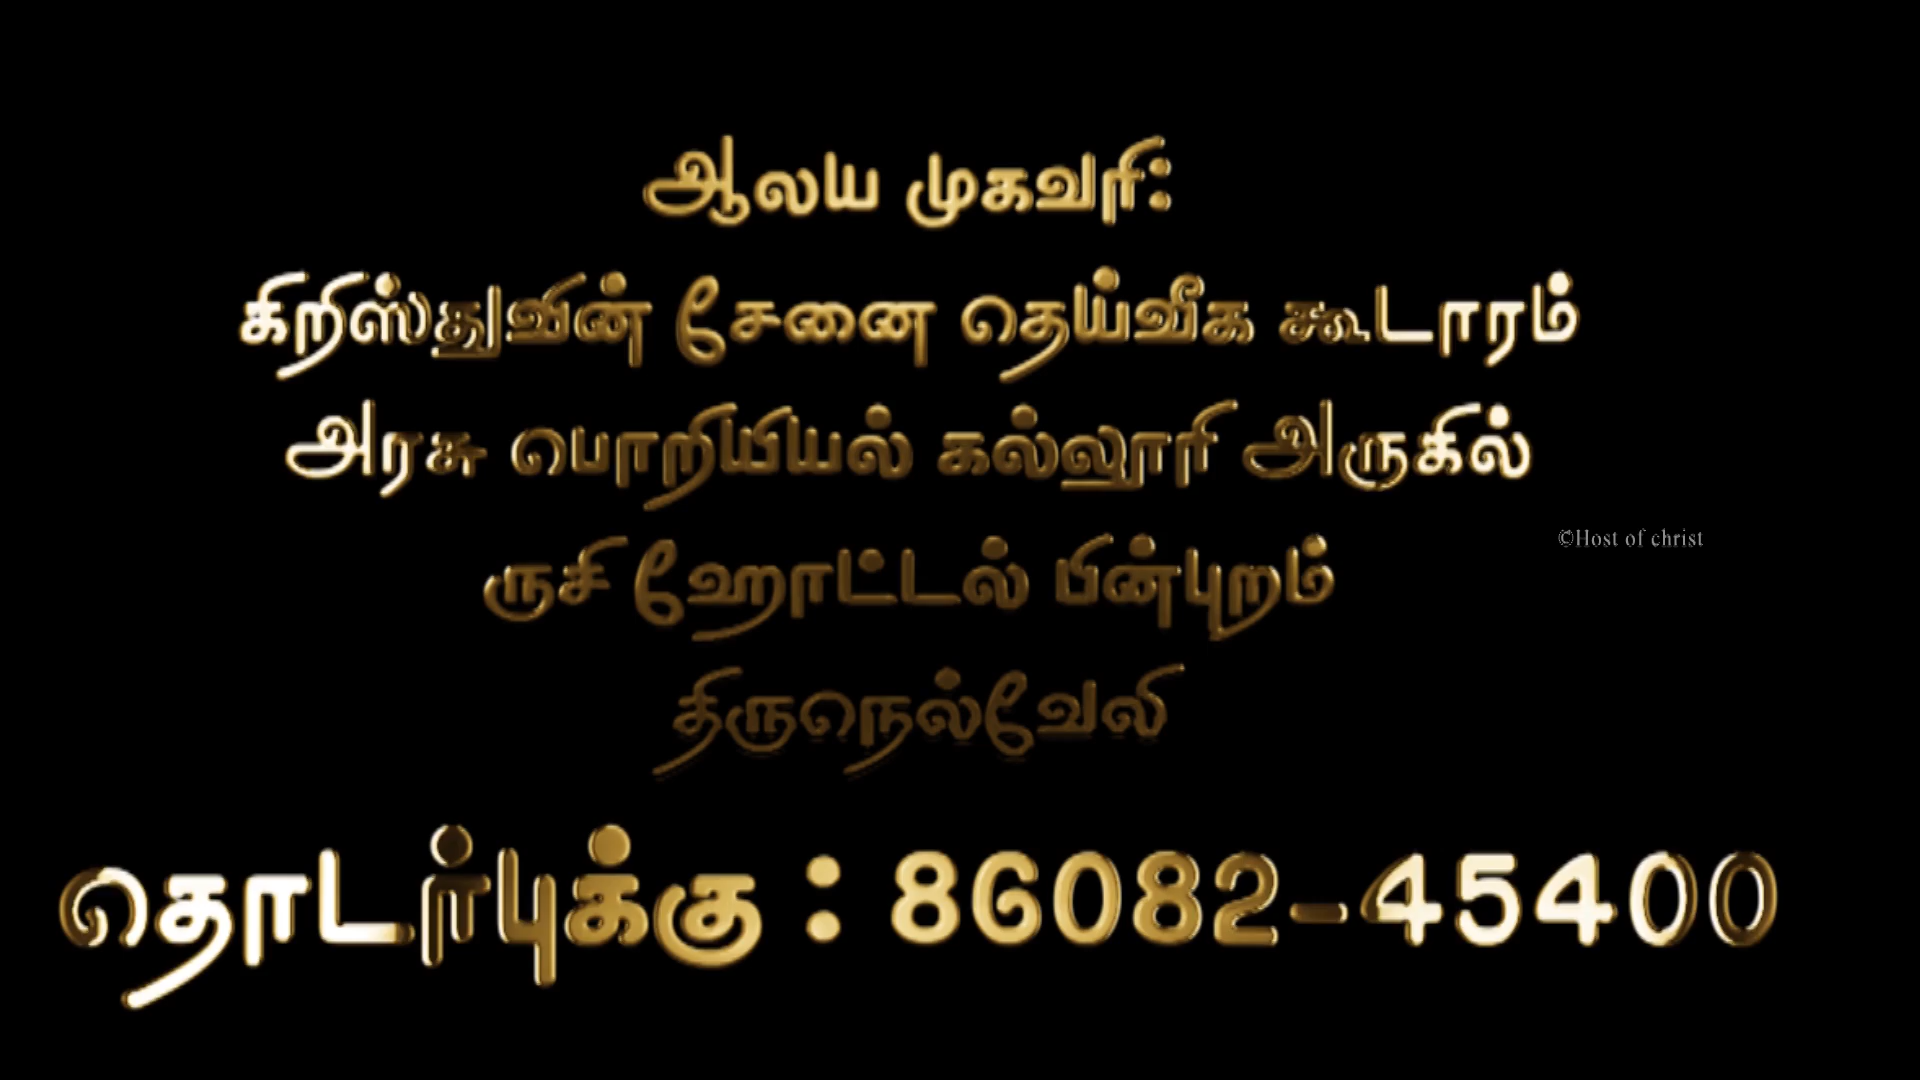 ஆலய முகவரி:
கிறிஸ்துவின் சேனை தெய்வீக கூடாரம்
அரசு பொறியியல் கல்லூரி அருகில்
©Host of christ
ருசி ஹோட்டல் பின்புறம்
திருநெல்வேலி
தொடர்புக்கு : 86082-45400